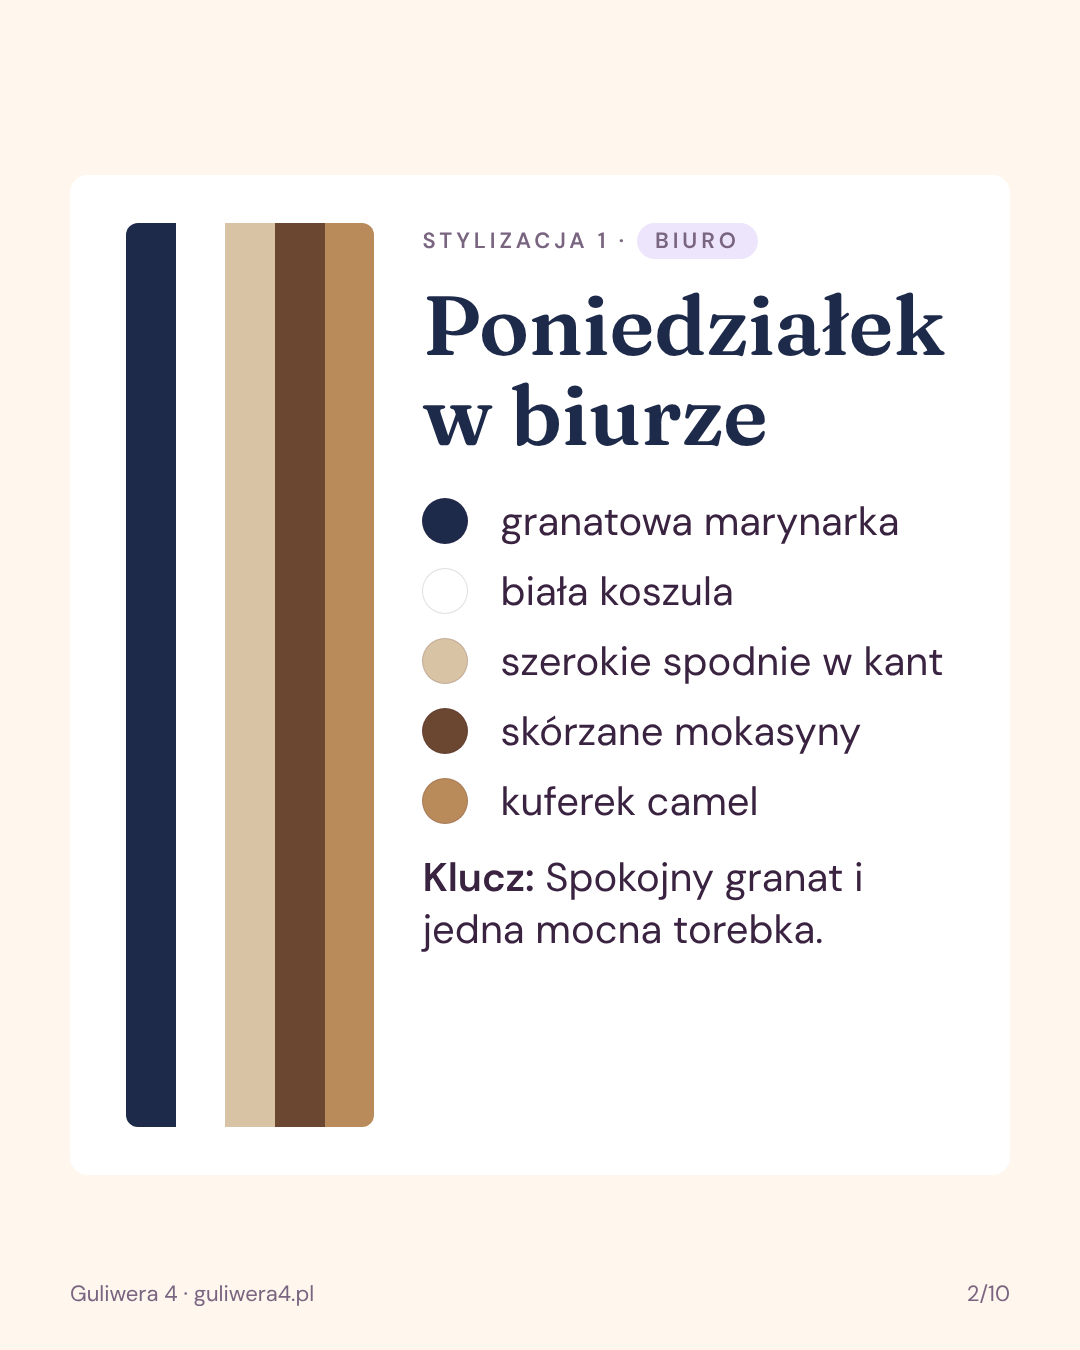 STYLIZACJA 1 · BIURO
Poniedziałek
w biurze
granatowa marynarka
biała koszula
szerokie spodnie w kant
skórzane mokasyny
kuferek camel
Klucz: Spokojny granat i
jedna mocna torebka.
Guliwera 4 · guliwera4.pl
2/10